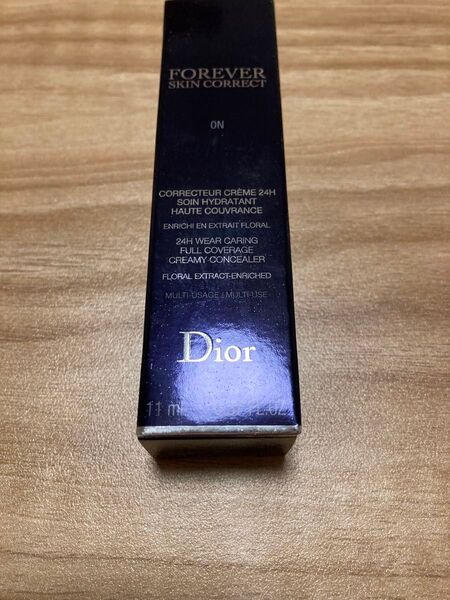 FOREVER
SKIN CORRECT
0N
CORRECTEUR CRÈME 24H
SOIN HYDRATANT
HAUTE COUVRANCE
ENRICHI EN EXTRAIT FLORAL
24H WEAR CARING
FULL COVERAGE
CREAMY CONCEALER
FLORAL EXTRACT-ENRICHED
MULTI-USAGE | MULTI-USE
Dior
11 ml